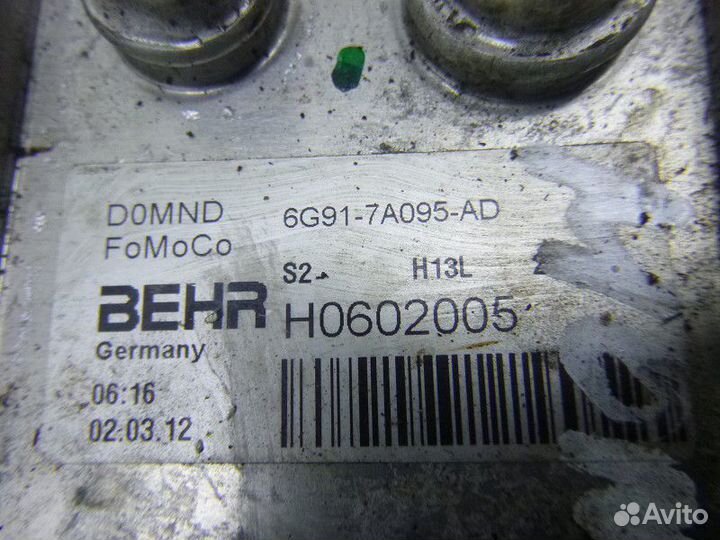 D0MND 6G91-7A095-AD
FoMoCo
S2- H13L
BEHR H0602005
Germany
06:16
02.03.12
Avito